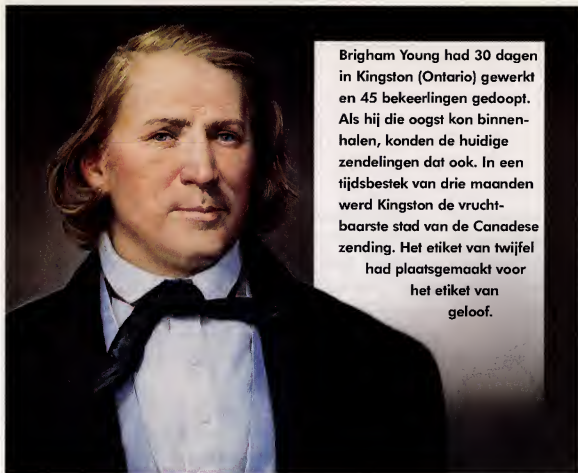 Brigham Young had 30 dagen
in Kingston (Ontario) gewerkt
en 45 bekeerlingen gedoopt.
Als hij die oogst kon binnen-
halen, konden de huidige
zendelingen dat ook. In een
tijdsbestek van drie maanden
werd Kingston de vrucht-
baarste stad van de Canadese
zending. Het etiket van twijfel
had plaatsgemaakt voor
het etiket van
geloof.